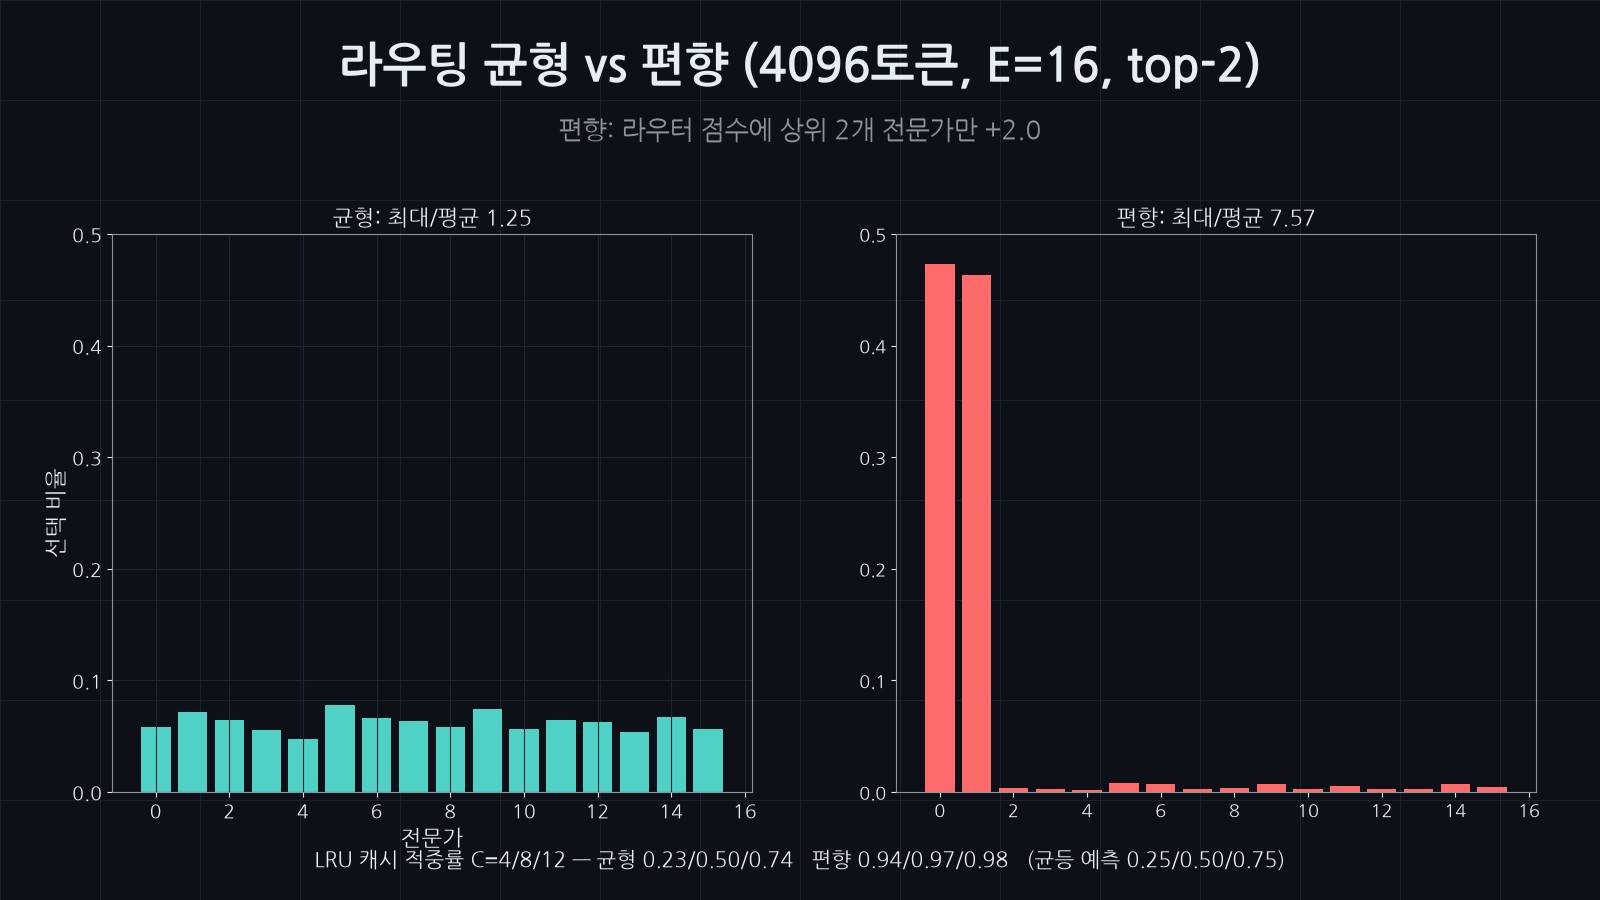 라우팅 균형 vs 편향 (4096토큰, E=16, top-2)
편향: 라우터 점수에 상위 2개 전문가만 +2.0
균형: 최대/평균 1.25
0.5
0.4
0.3
0.2
0.1
0.0
선택 비율
0 2 4 6 8 10 12 14 16
전문가
편향: 최대/평균 7.57
0.5
0.4
0.3
0.2
0.1
0.0
0 2 4 6 8 10 12 14 16
LRU 캐시 적중률 C=4/8/12 — 균형 0.23/0.50/0.74 편향 0.94/0.97/0.98 (균등 예측 0.25/0.50/0.75)